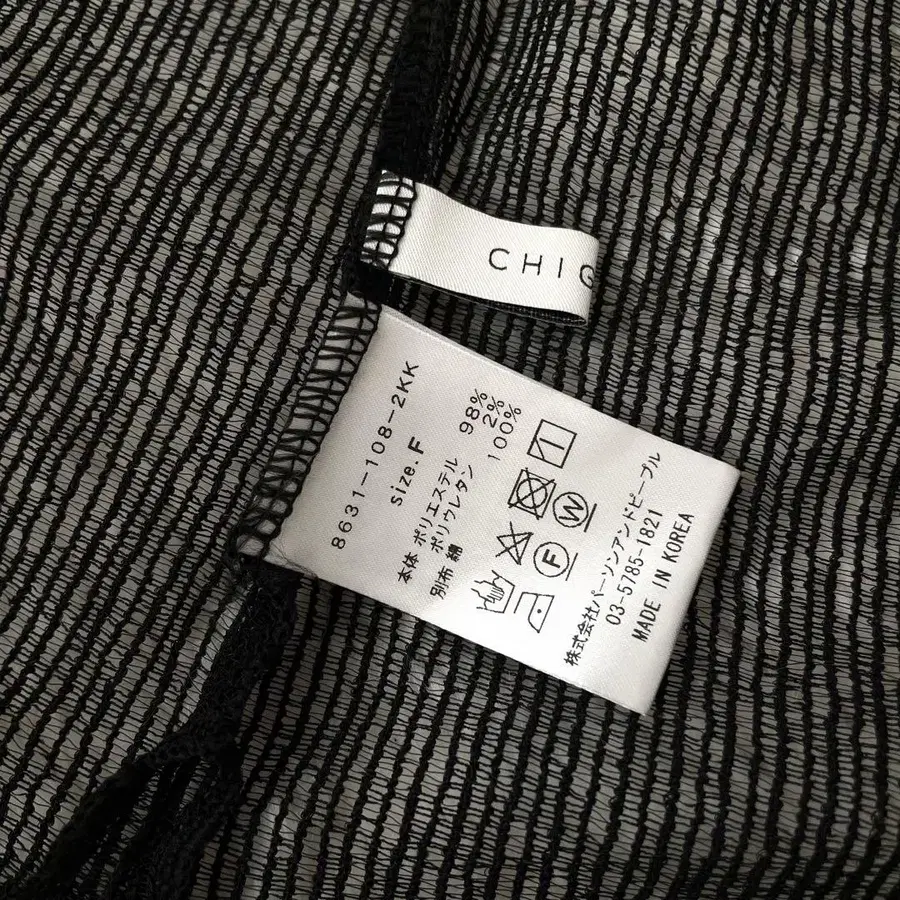 CHIG
8631-108-2KK
size.F
本体 ポリエステル 98%
ポリウレタン 2%
別布 綿 100%
F W
株式会社パーソンアンドピープル
03-5785-1821
MADE IN KOREA